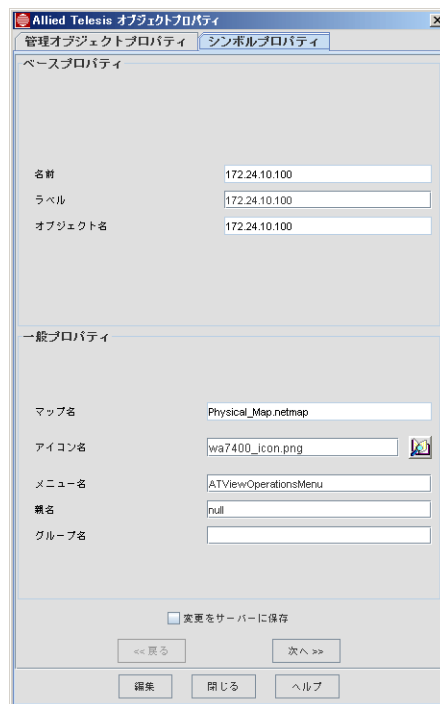 Allied Telesis オブジェクトプロパティ
管理オブジェクトプロパティ シンボルプロパティ
ベースプロパティ
名前 172.24.10.100
ラベル 172.24.10.100
オブジェクト名 172.24.10.100
一般プロパティ
マップ名 Physical_Map.netmap
アイコン名 wa7400_icon.png
メニュー名 ATViewOperationsMenu
親名 null
グループ名
変更をサーバーに保存
<< 戻る 次へ >>
編集 閉じる ヘルプ